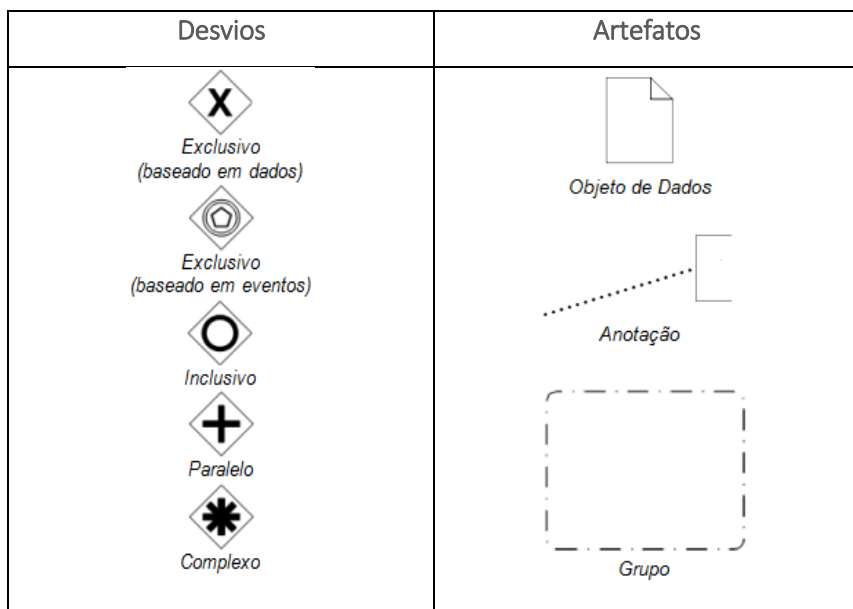 Desvios
Artefatos
X
Exclusivo
(baseado em dados)
Exclusivo
(baseado em eventos)
Inclusivo
Paralelo
Complexo
Objeto de Dados
Anotação
Grupo